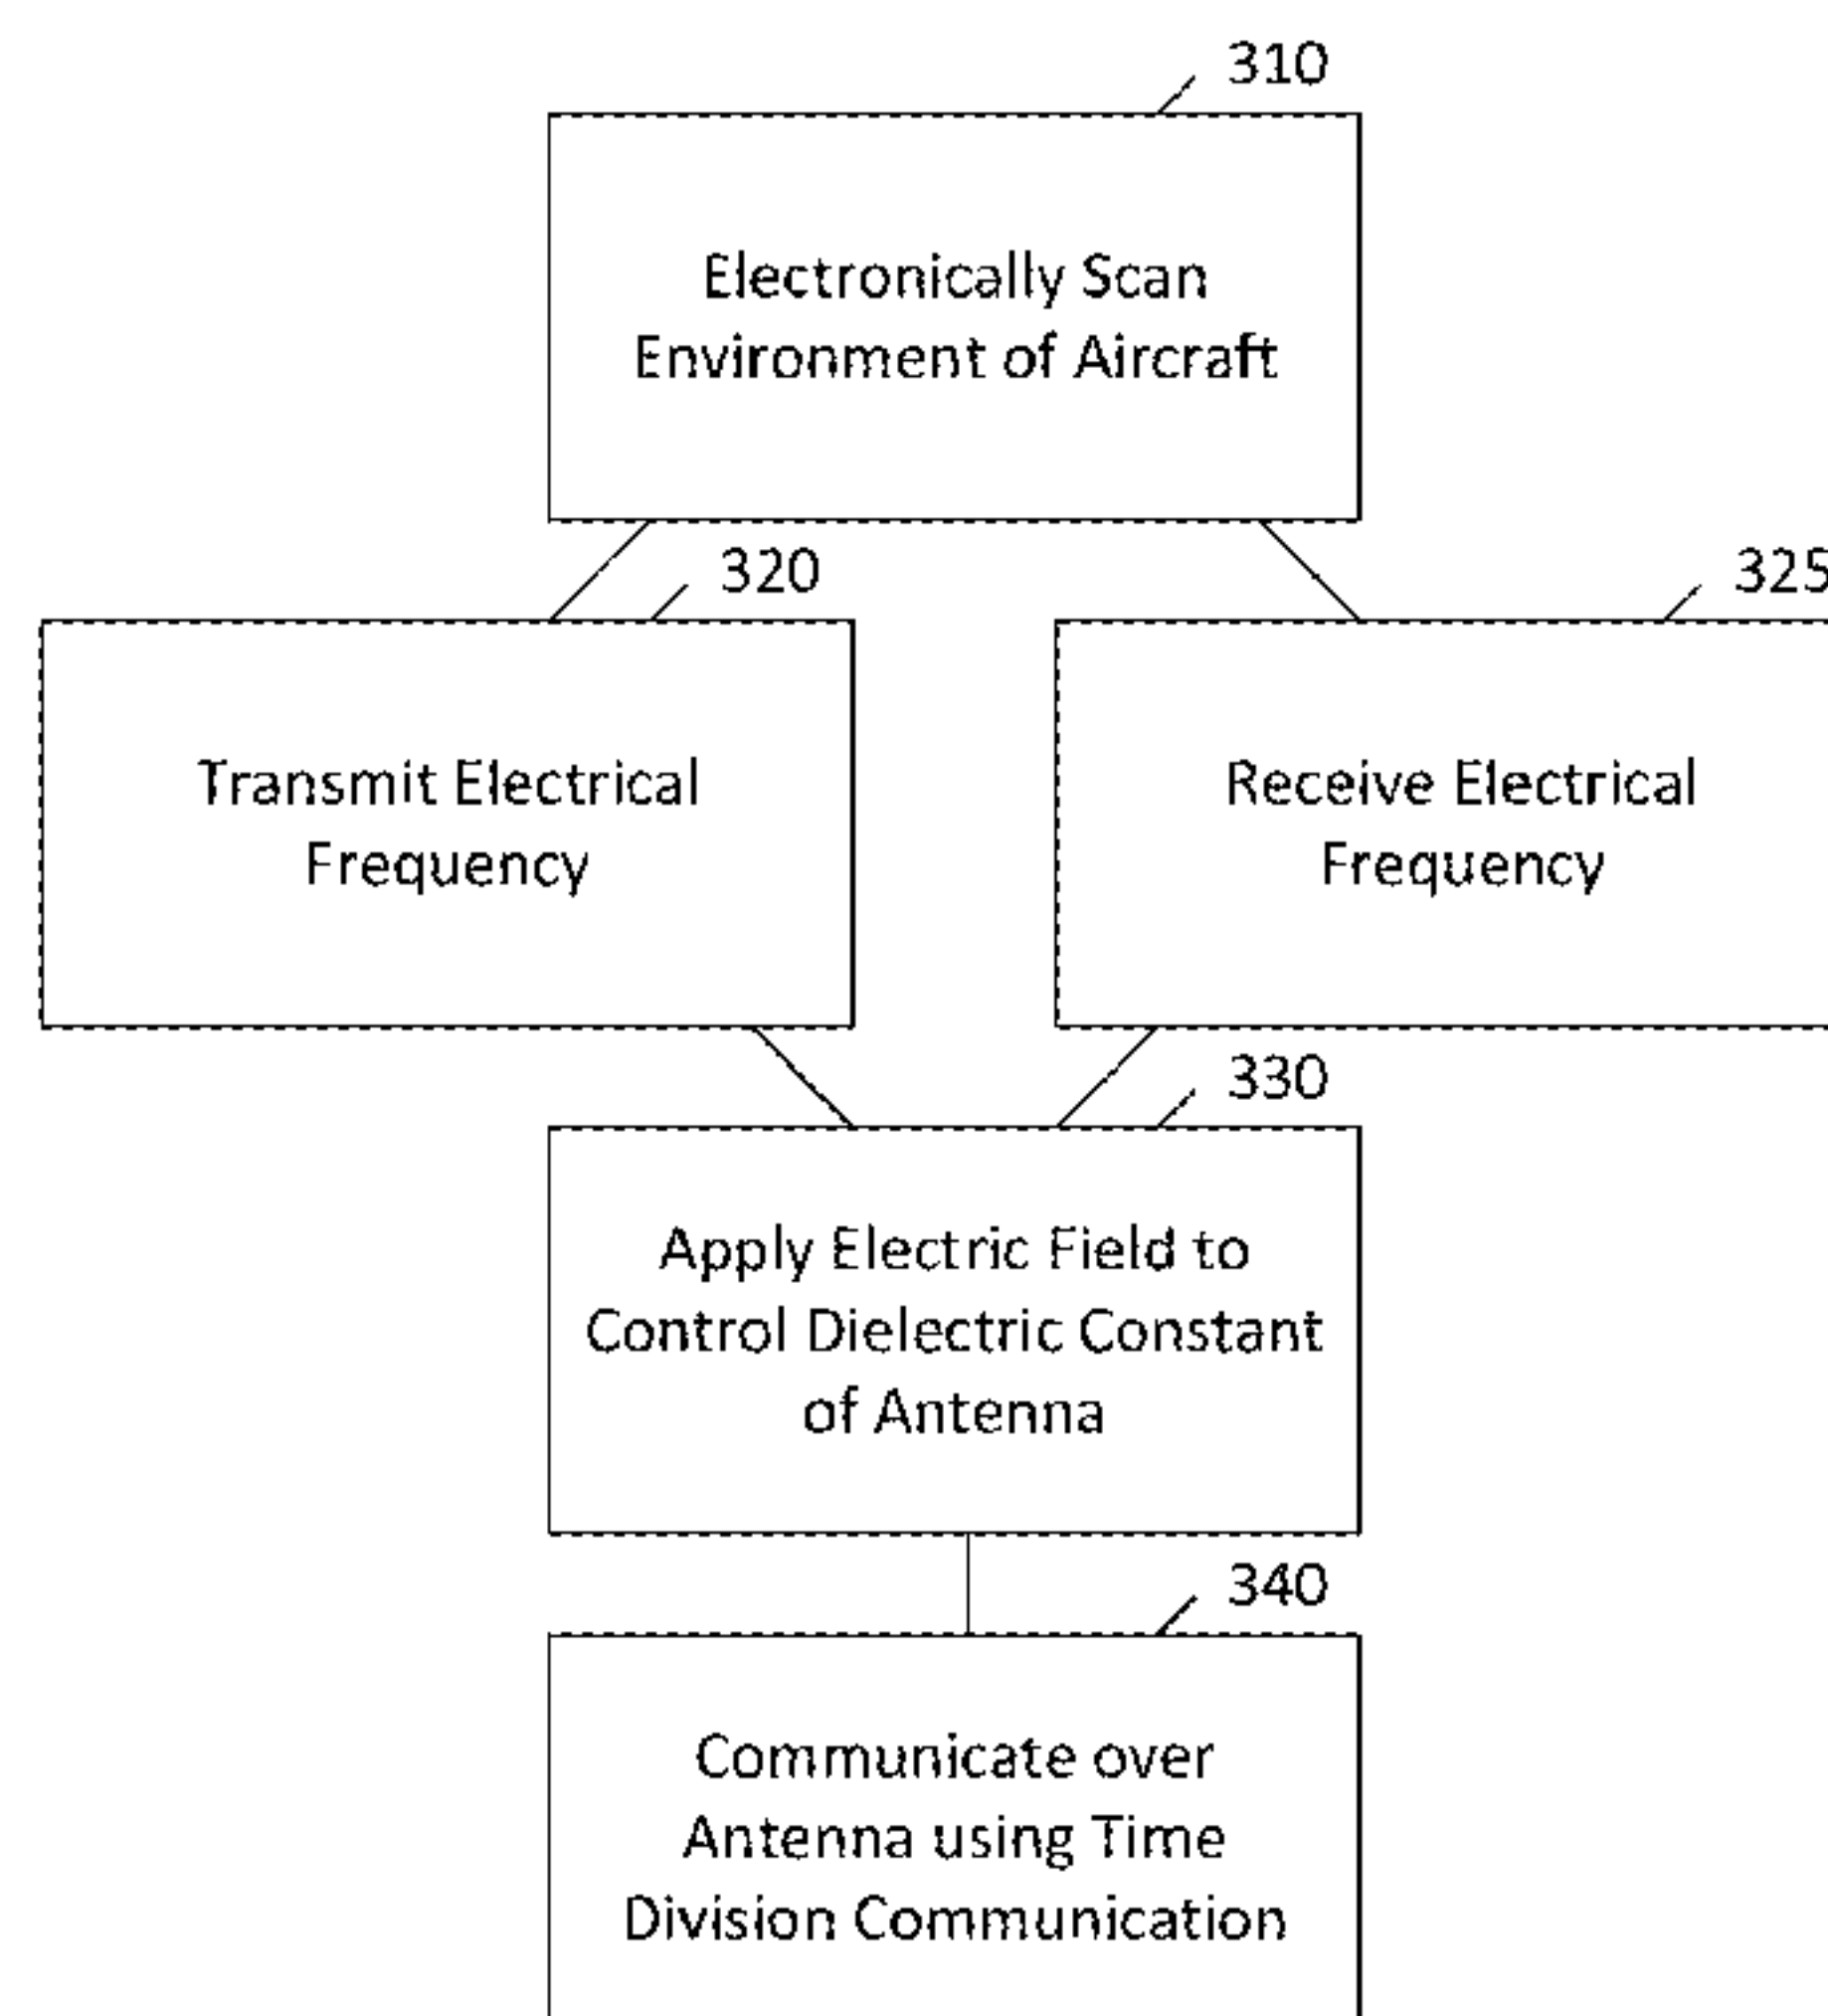 310
Electronically Scan
Environment of Aircraft
320
325
Transmit Electrical
Frequency
Receive Electrical
Frequency
330
Apply Electric Field to
Control Dielectric Constant
of Antenna
340
Communicate over
Antenna using Time
Division Communication